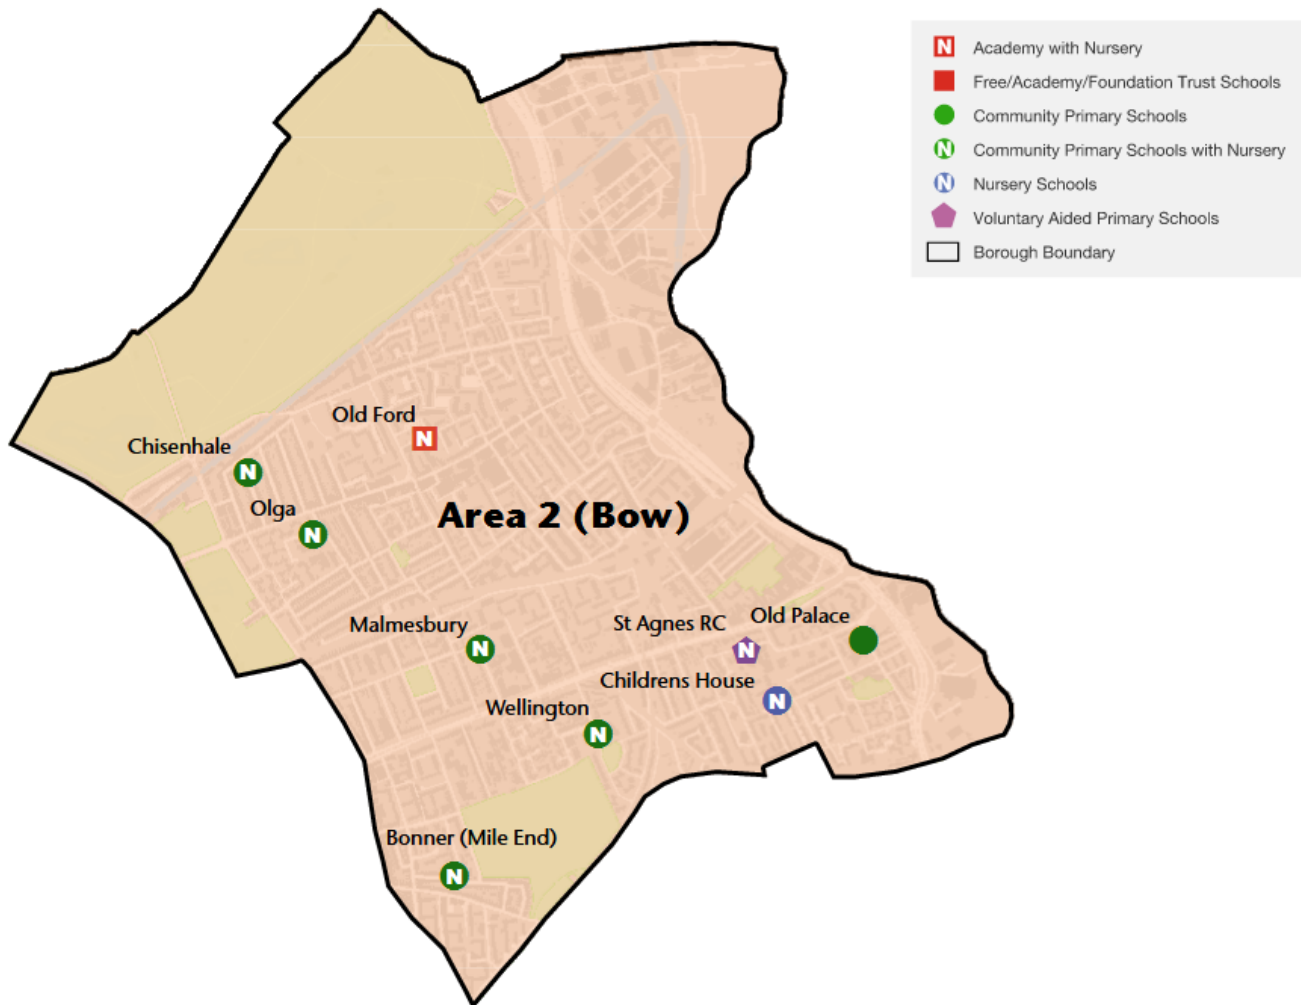 N Academy with Nursery
Free/Academy/Foundation Trust Schools
Community Primary Schools
N Community Primary Schools with Nursery
N Nursery Schools
Voluntary Aided Primary Schools
Borough Boundary
Old Ford
N
Chisenhale
N
Olga
N
Area 2 (Bow)
Malmesbury
N
St Agnes RC
N
Old Palace
Childrens House
N
Wellington
N
Bonner (Mile End)
N